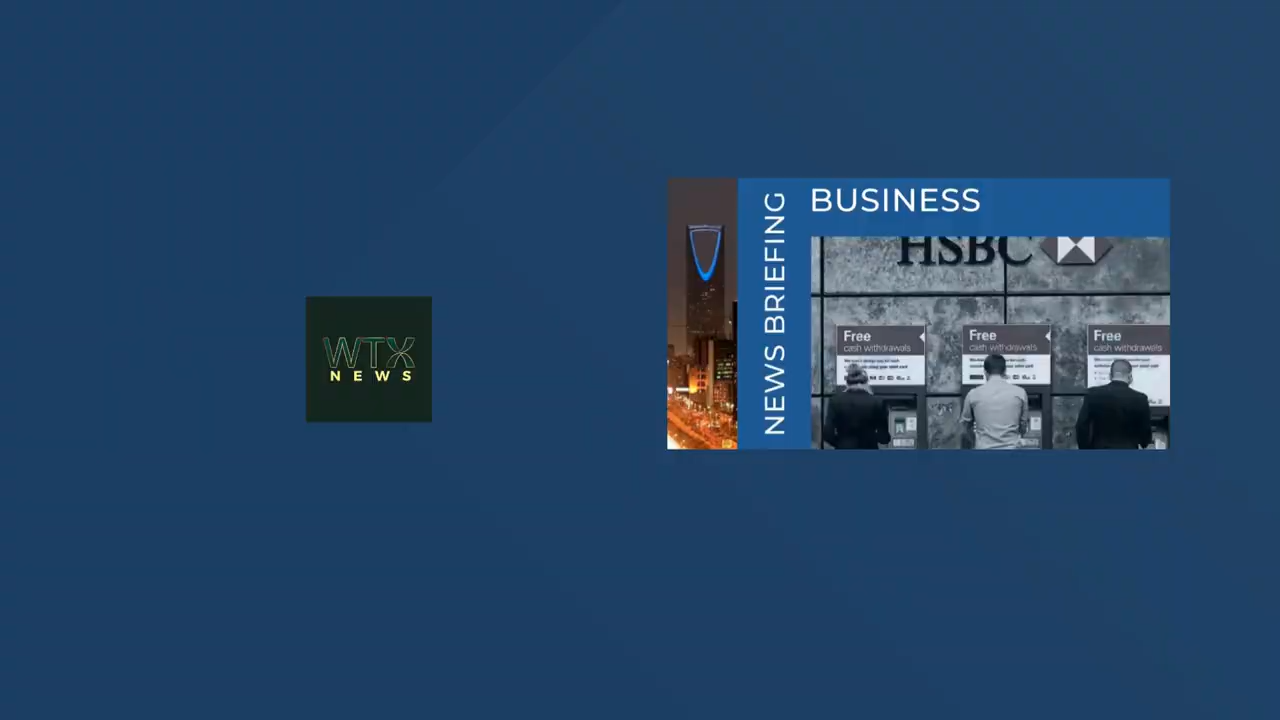 WTX
NEWS
NEWS BRIEFING
BUSINESS
HSBC
Free
cash withdrawals
Free
cash withdrawals
Free
cash withdrawals